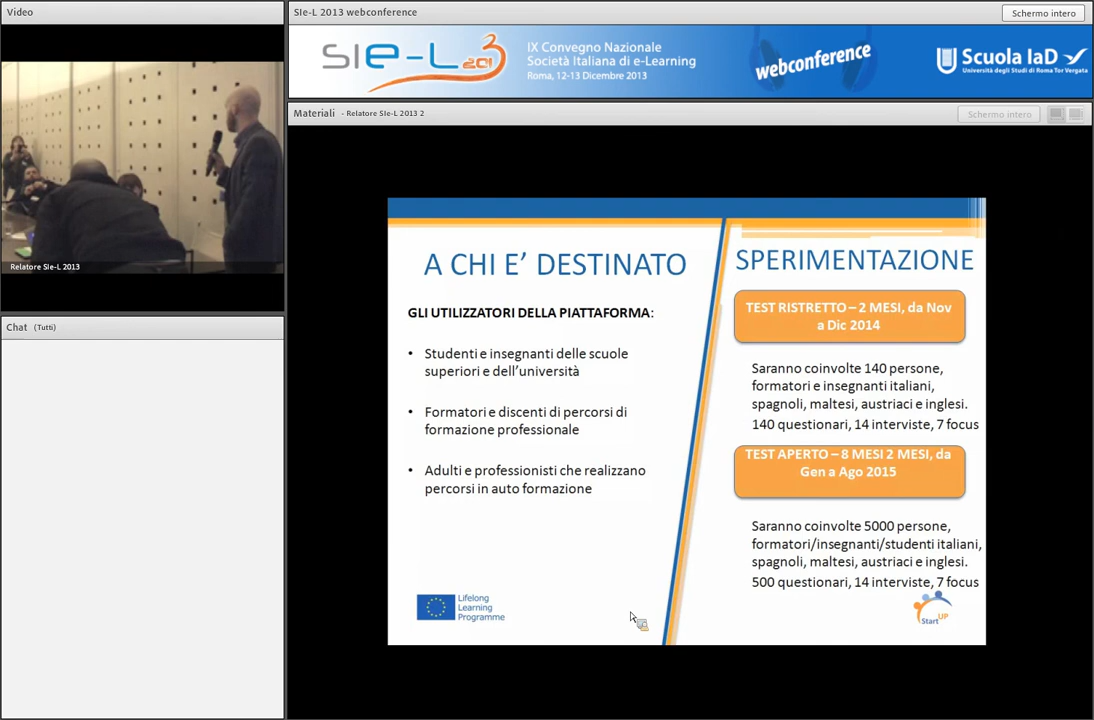 Video
SIe-L 2013 webconference
Schermo intero
SIe-L 2013
IX Convegno Nazionale
Società Italiana di e-Learning
Roma, 12-13 Dicembre 2013
webconference
Scuola IaD
Università degli Studi di Roma Tor Vergata
Materiali - Relatore SIe-L 2013 2
Schermo intero
Relatore SIe-L 2013
Chat (Tutti)
A CHI E’ DESTINATO
GLI UTILIZZATORI DELLA PIATTAFORMA:
• Studenti e insegnanti delle scuole
superiori e dell’università
• Formatori e discenti di percorsi di
formazione professionale
• Adulti e professionisti che realizzano
percorsi in auto formazione
Lifelong
Learning
Programme
SPERIMENTAZIONE
TEST RISTRETTO – 2 MESI, da Nov
a Dic 2014
Saranno coinvolte 140 persone,
formatori e insegnanti italiani,
spagnoli, maltesi, austriaci e inglesi.
140 questionari, 14 interviste, 7 focus
TEST APERTO – 8 MESI 2 MESI, da
Gen a Ago 2015
Saranno coinvolte 5000 persone,
formatori/insegnanti/studenti italiani,
spagnoli, maltesi, austriaci e inglesi.
500 questionari, 14 interviste, 7 focus
Start UP